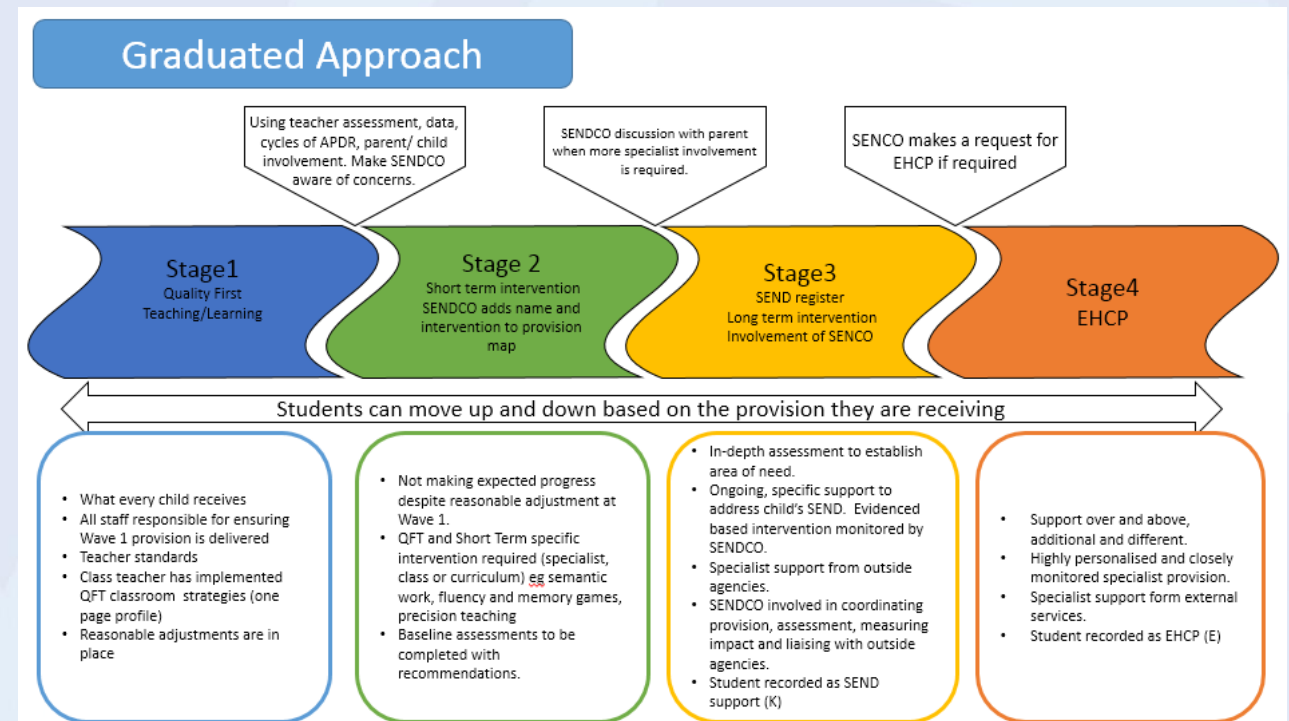 Graduated Approach
Using teacher assessment, data,
cycles of APDR, parent/ child
involvement. Make SENDCO
aware of concerns.
SENDCO discussion with parent
when more specialist involvement
is required.
SENCO makes a request for
EHCP if required
Stage1
Quality First
Teaching/Learning
Stage 2
Short term intervention
SENDCO adds name and
intervention to provision
map
Stage3
SEND register
Long term intervention
Involvement of SENCO
Stage4
EHCP
Students can move up and down based on the provision they are receiving
• What every child receives
• All staff responsible for ensuring
Wave 1 provision is delivered
• Teacher standards
• Class teacher has implemented
QFT classroom strategies (one
page profile)
• Reasonable adjustments are in
place
• Not making expected progress
despite reasonable adjustment at
Wave 1.
• QFT and Short Term specific
intervention required (specialist,
class or curriculum) eg semantic
work, fluency and memory games,
precision teaching
• Baseline assessments to be
completed with
recommendations.
• In-depth assessment to establish
area of need.
• Ongoing, specific support to
address child's SEND. Evidenced
based intervention monitored by
SENDCO.
• Specialist support from outside
agencies.
• SENDCO involved in coordinating
provision, assessment, measuring
impact and liaising with outside
agencies.
• Student recorded as SEND
support (K)
• Support over and above,
additional and different.
• Highly personalised and closely
monitored specialist provision.
• Specialist support form external
services.
• Student recorded as EHCP (E)